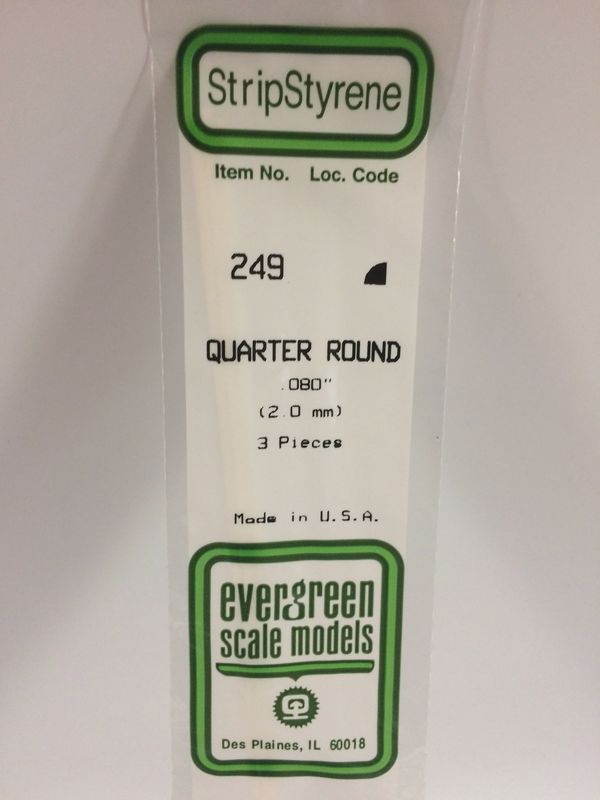 StripStyrene
Item No. Loc. Code
249
QUARTER ROUND
.080"
(2.0 mm)
3 Pieces
Made in U.S.A.
evergreen
scale models
Des Plaines, IL 60018